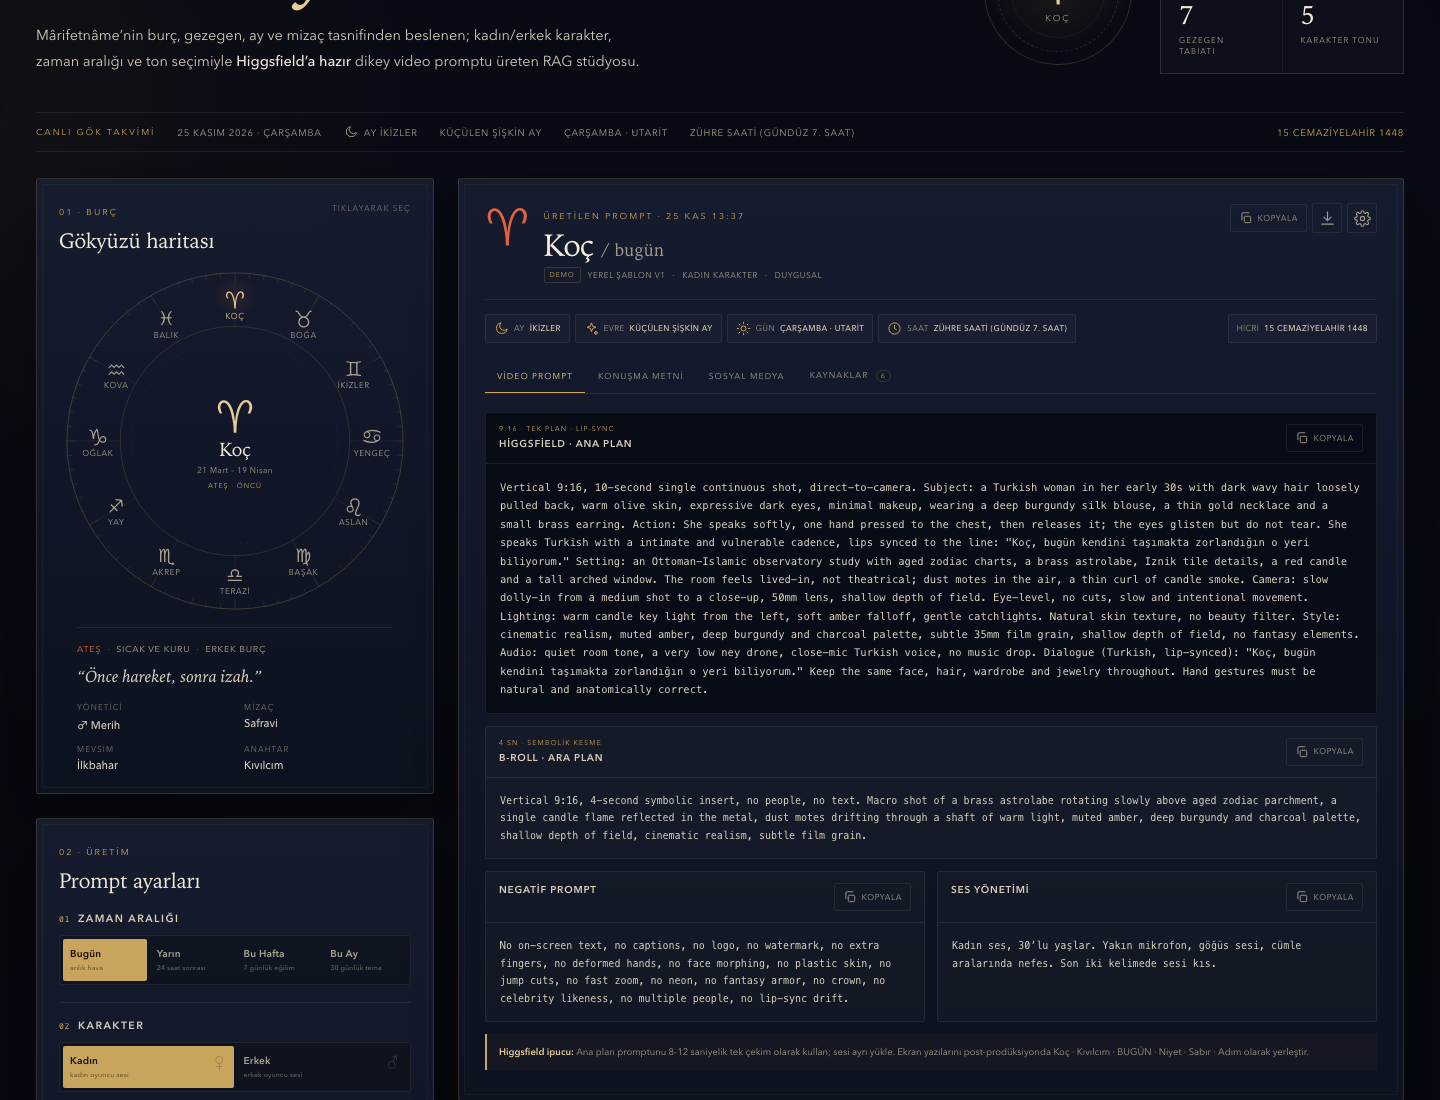 Mârifetnâme’nin burç, gezegen, ay ve mizaç tasnifinden beslenen; kadın/erkek karakter,
zaman aralığı ve ton seçimiyle Higgsfield’a hazır dikey video promptu üreten RAG stüdyosu.
KOÇ
7
GEZEGEN
TABİATI
5
KARAKTER TONU
CANLI GÖK TAKVİMİ
25 KASIM 2026 · ÇARŞAMBA
AY İKİZLER
KÜÇÜLEN ŞİŞKİN AY
ÇARŞAMBA · UTARİT
ZÜHRE SAATİ (GÜNDÜZ 7. SAAT)
15 CEMAZİYELAHİR 1448
01 · BURÇ
TIKLAYARAK SEÇ
Gökyüzü haritası
♈ KOÇ
♉ BOĞA
♊ İKİZLER
♋ YENGEÇ
♌ ASLAN
♍ BAŞAK
♎ TERAZİ
♏ AKREP
♐ YAY
♑ OĞLAK
♒ KOVA
♓ BALIK
♈
Koç
21 Mart – 19 Nisan
ATEŞ · ÖNCÜ
ATEŞ · SICAK VE KURU · ERKEK BURÇ
“Önce hareket, sonra izah.”
YÖNETİCİ
♂ Merih
MİZAÇ
Safravi
MEVSİM
İlkbahar
ANAHTAR
Kıvılcım
02 · ÜRETİM
Prompt ayarları
01 ZAMAN ARALIĞI
Bugün
anlık hava
Yarın
24 saat sonrası
Bu Hafta
7 günlük eğilim
Bu Ay
30 günlük tema
02 KARAKTER
Kadın
kadın oyuncu sesi
♀
Erkek
erkek oyuncu sesi
♂
♈
ÜRETİLEN PROMPT · 25 KAS 13:37
Koç / bugün
DEMO YEREL ŞABLON V1 · KADIN KARAKTER · DUYGUSAL
KOPYALA
AY İKİZLER
EVRE KÜÇÜLEN ŞİŞKİN AY
GÜN ÇARŞAMBA · UTARİT
SAAT ZÜHRE SAATİ (GÜNDÜZ 7. SAAT)
HİCRİ 15 CEMAZİYELAHİR 1448
VİDEO PROMPT
KONUŞMA METNİ
SOSYAL MEDYA
KAYNAKLAR 6
9:16 · TEK PLAN · LİP-SYNC
HİGGSFİELD · ANA PLAN
KOPYALA
Vertical 9:16, 10-second single continuous shot, direct-to-camera. Subject: a Turkish woman in her early 30s with dark wavy hair loosely
pulled back, warm olive skin, expressive dark eyes, minimal makeup, wearing a deep burgundy silk blouse, a thin gold necklace and a
small brass earring. Action: She speaks softly, one hand pressed to the chest, then releases it; the eyes glisten but do not tear. She
speaks Turkish with a intimate and vulnerable cadence, lips synced to the line: "Koç, bugün kendini taşımakta zorlandığın o yeri
biliyorum." Setting: an Ottoman-Islamic observatory study with aged zodiac charts, a brass astrolabe, Iznik tile details, a red candle
and a tall arched window. The room feels lived-in, not theatrical; dust motes in the air, a thin curl of candle smoke. Camera: slow
dolly-in from a medium shot to a close-up, 50mm lens, shallow depth of field. Eye-level, no cuts, slow and intentional movement.
Lighting: warm candle key light from the left, soft amber falloff, gentle catchlights. Natural skin texture, no beauty filter. Style:
cinematic realism, muted amber, deep burgundy and charcoal palette, subtle 35mm film grain, shallow depth of field, no fantasy elements.
Audio: quiet room tone, a very low ney drone, close-mic Turkish voice, no music drop. Dialogue (Turkish, lip-synced): "Koç, bugün
kendini taşımakta zorlandığın o yeri biliyorum." Keep the same face, hair, wardrobe and jewelry throughout. Hand gestures must be
natural and anatomically correct.
4 SN · SEMBOLİK KESME
B-ROLL · ARA PLAN
KOPYALA
Vertical 9:16, 4-second symbolic insert, no people, no text. Macro shot of a brass astrolabe rotating slowly above aged zodiac parchment, a
single candle flame reflected in the metal, dust motes drifting through a shaft of warm light, muted amber, deep burgundy and charcoal palette,
shallow depth of field, cinematic realism, subtle film grain.
NEGATİF PROMPT
KOPYALA
No on-screen text, no captions, no logo, no watermark, no extra
fingers, no deformed hands, no face morphing, no plastic skin, no
jump cuts, no fast zoom, no neon, no fantasy armor, no crown, no
celebrity likeness, no multiple people, no lip-sync drift.
SES YÖNETİMİ
KOPYALA
Kadın ses, 30’lu yaşlar. Yakın mikrofon, göğüs sesi, cümle
aralarında nefes. Son iki kelimede sesi kıs.
Higgsfield ipucu: Ana plan promptunu 8–12 saniyelik tek çekim olarak kullan; sesi ayrı yükle. Ekran yazılarını post-prodüksiyonda Koç · Kıvılcım · BUGÜN · Niyet · Sabır · Adım olarak yerleştir.